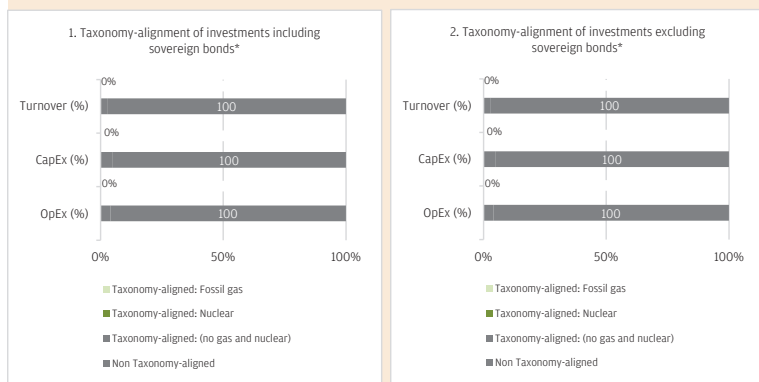 1. Taxonomy-alignment of investments including
sovereign bonds*
0%
Turnover (%)
100
0%
CapEx (%)
100
0%
OpEx (%)
100
0%
50%
100%
Taxonomy-aligned: Fossil gas
Taxonomy-aligned: Nuclear
Taxonomy-aligned: (no gas and nuclear)
Non Taxonomy-aligned
2. Taxonomy-alignment of investments excluding
sovereign bonds*
0%
Turnover (%)
100
0%
CapEx (%)
100
0%
OpEx (%)
100
0%
50%
100%
Taxonomy-aligned: Fossil gas
Taxonomy-aligned: Nuclear
Taxonomy-aligned: (no gas and nuclear)
Non Taxonomy-aligned